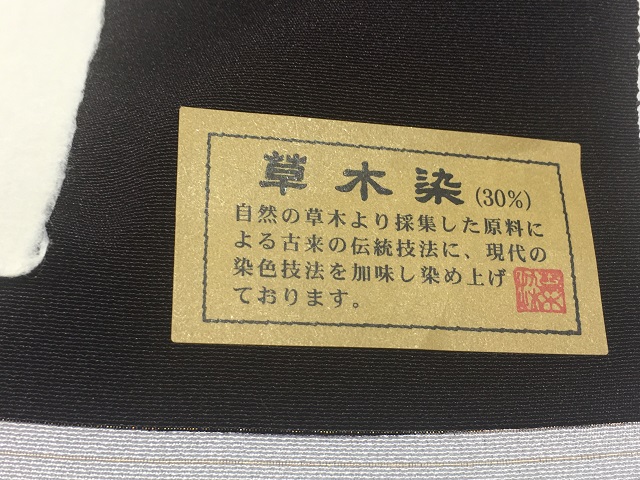 草木染(30%)
自然の草木より採集した原料に
よる古来の伝統技法に、現代の
染色技法を加味し染め上げ
ております。